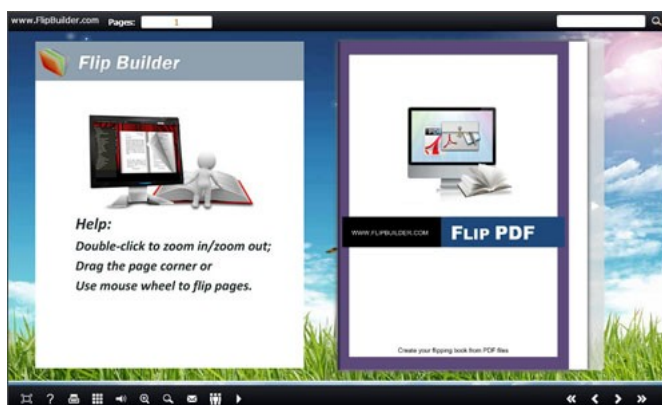 www.FlipBuilder.com Pages: 1
Flip Builder
Help:
Double-click to zoom in/zoom out;
Drag the page corner or
Use mouse wheel to flip pages.
WWW.FLIPBUILDER.COM FLIP PDF
Create your flipping book from PDF files